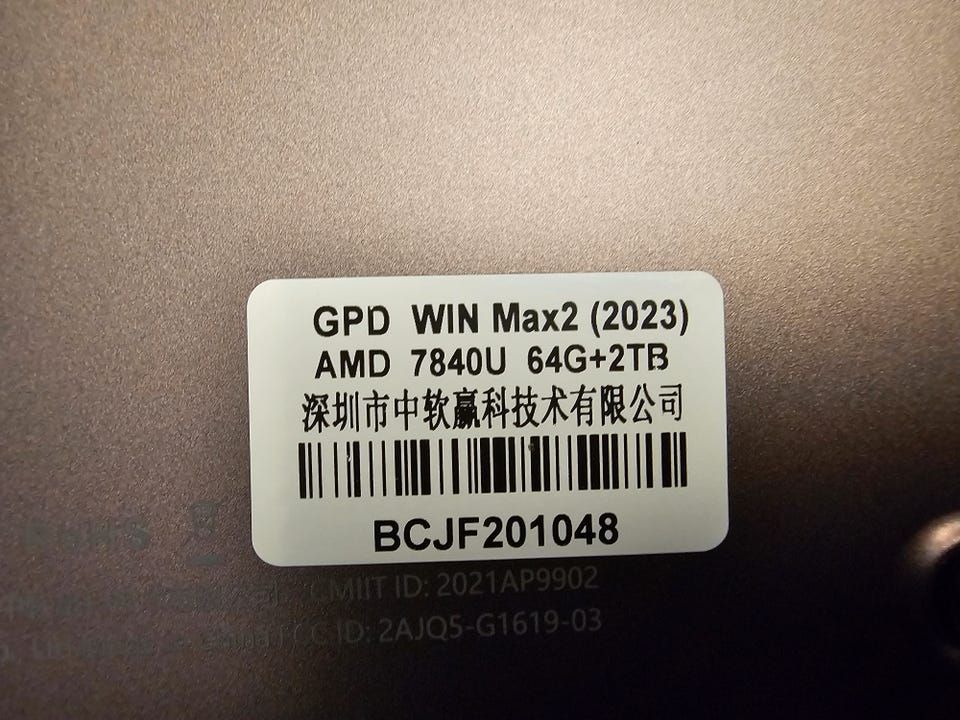 GPD WIN Max2 (2023)
AMD 7840U 64G+2TB
深圳市中软赢科技术有限公司
BCJF201048
CMIIT ID: 2021AP9902
ID: 2AJQ5-G1619-03